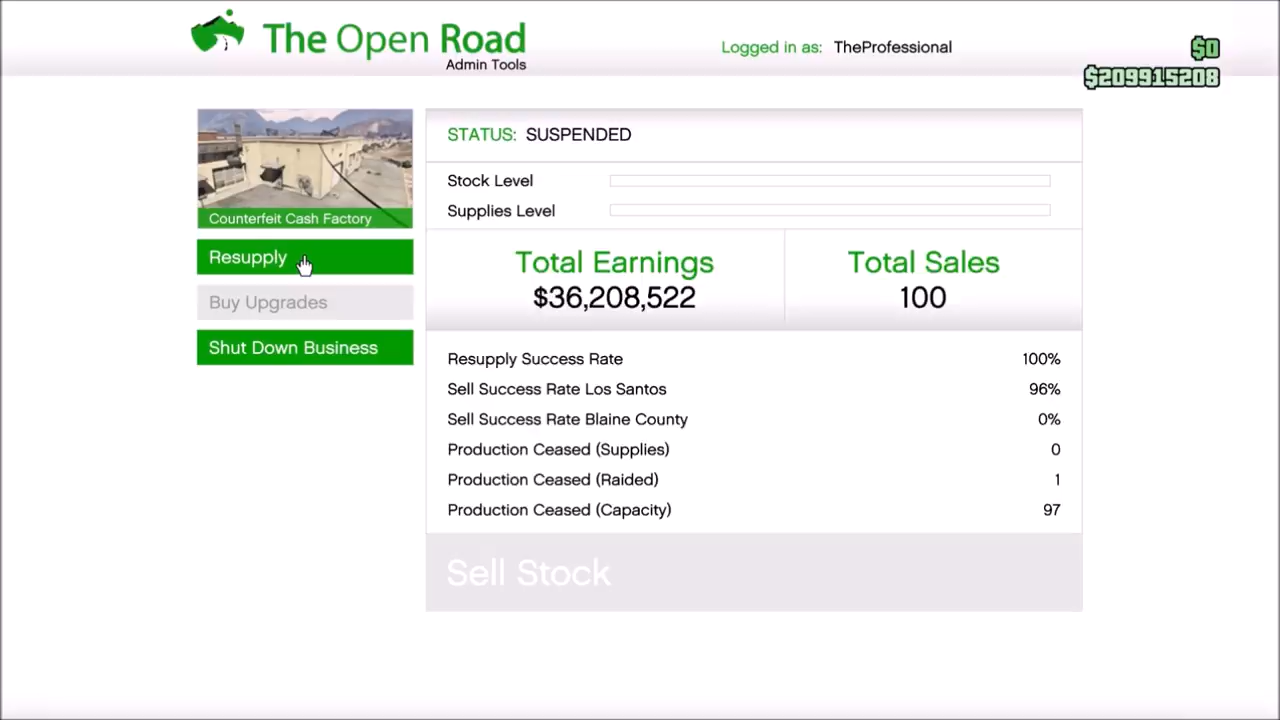 The Open Road
Admin Tools
Logged in as: TheProfessional
$0
$209915208
Counterfeit Cash Factory
Resupply
Buy Upgrades
Shut Down Business
STATUS: SUSPENDED
Stock Level
Supplies Level
Total Earnings
$36,208,522
Total Sales
100
Resupply Success Rate 100%
Sell Success Rate Los Santos 96%
Sell Success Rate Blaine County 0%
Production Ceased (Supplies) 0
Production Ceased (Raided) 1
Production Ceased (Capacity) 97
Sell Stock